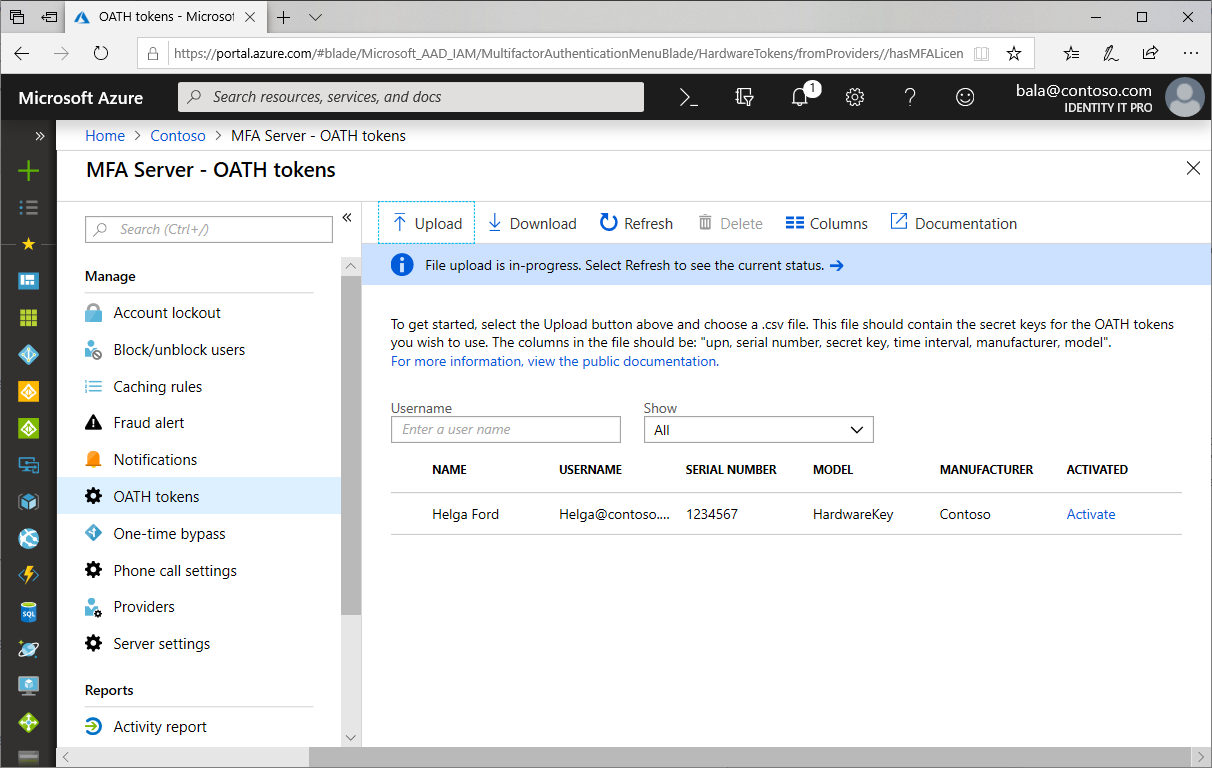 OATH tokens - Microsof
https://portal.azure.com/#blade/Microsoft_AAD_IAM/MultifactorAuthenticationMenuBlade/HardwareTokens/fromProviders//hasMFALicen
Microsoft Azure
Search resources, services, and docs
1
bala@contoso.com
IDENTITY IT PRO
Home > Contoso > MFA Server - OATH tokens
MFA Server - OATH tokens
Search (Ctrl+/)
Manage
Account lockout
Block/unblock users
Caching rules
Fraud alert
Notifications
OATH tokens
One-time bypass
Phone call settings
Providers
Server settings
Reports
Activity report
SQL
Upload Download Refresh Delete Columns Documentation
File upload is in-progress. Select Refresh to see the current status.
To get started, select the Upload button above and choose a .csv file. This file should contain the secret keys for the OATH tokens
you wish to use. The columns in the file should be: "upn, serial number, secret key, time interval, manufacturer, model".
For more information, view the public documentation.
Username Show
Enter a user name All
NAME USERNAME SERIAL NUMBER MODEL MANUFACTURER ACTIVATED
Helga Ford Helga@contoso.... 1234567 HardwareKey Contoso Activate